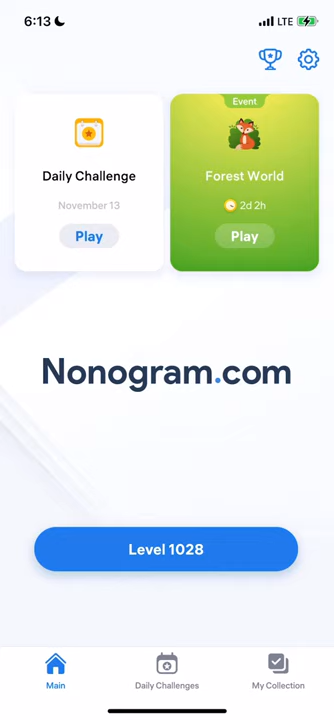 6:13
LTE
Event
Daily Challenge
Forest World
November 13
2d 2h
Play
Play
Nonogram.com
Level 1028
Main
Daily Challenges
My Collection